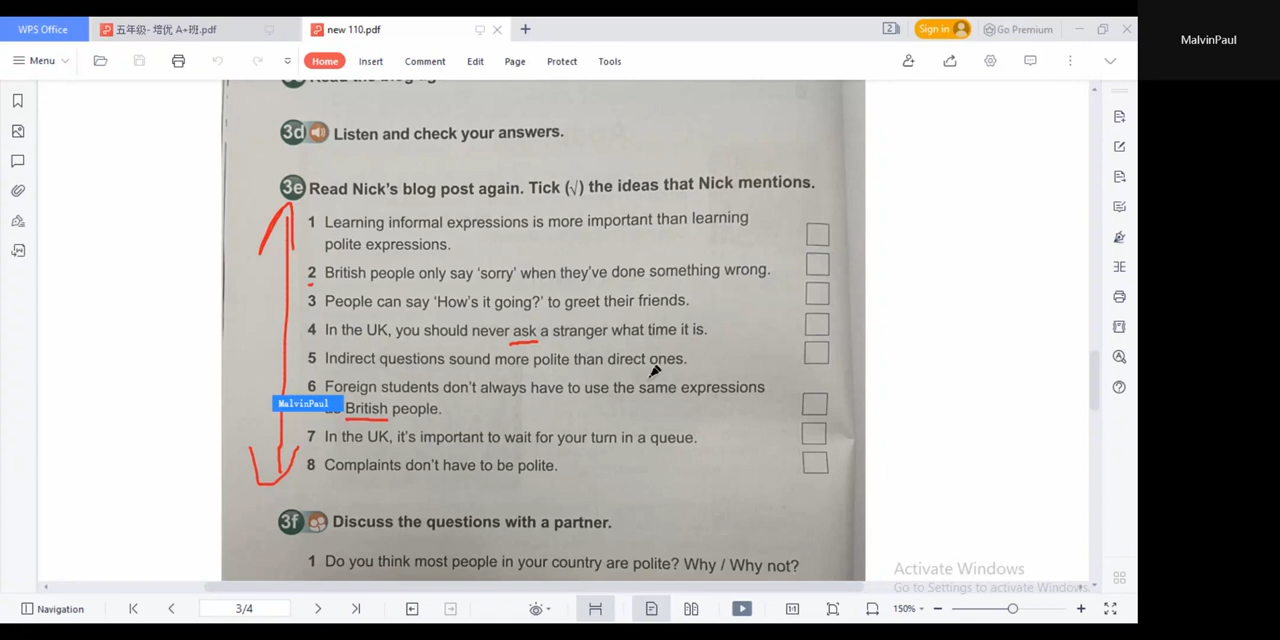 WPS Office
五年级- 培优 A+班.pdf
new 110.pdf
Sign in
Go Premium
MalvinPaul
Menu
Home
Insert
Comment
Edit
Page
Protect
Tools
3d Listen and check your answers.
3e Read Nick's blog post again. Tick (√) the ideas that Nick mentions.
1 Learning informal expressions is more important than learning
polite expressions.
2 British people only say 'sorry' when they've done something wrong.
3 People can say 'How's it going?' to greet their friends.
4 In the UK, you should never ask a stranger what time it is.
5 Indirect questions sound more polite than direct ones.
6 Foreign students don't always have to use the same expressions
MalvinPaul
British people.
7 In the UK, it's important to wait for your turn in a queue.
8 Complaints don't have to be polite.
3f Discuss the questions with a partner.
1 Do you think most people in your country are polite? Why / Why not?
Activate Windows
Go to Settings to activate Windows.
Navigation
3/4
150%